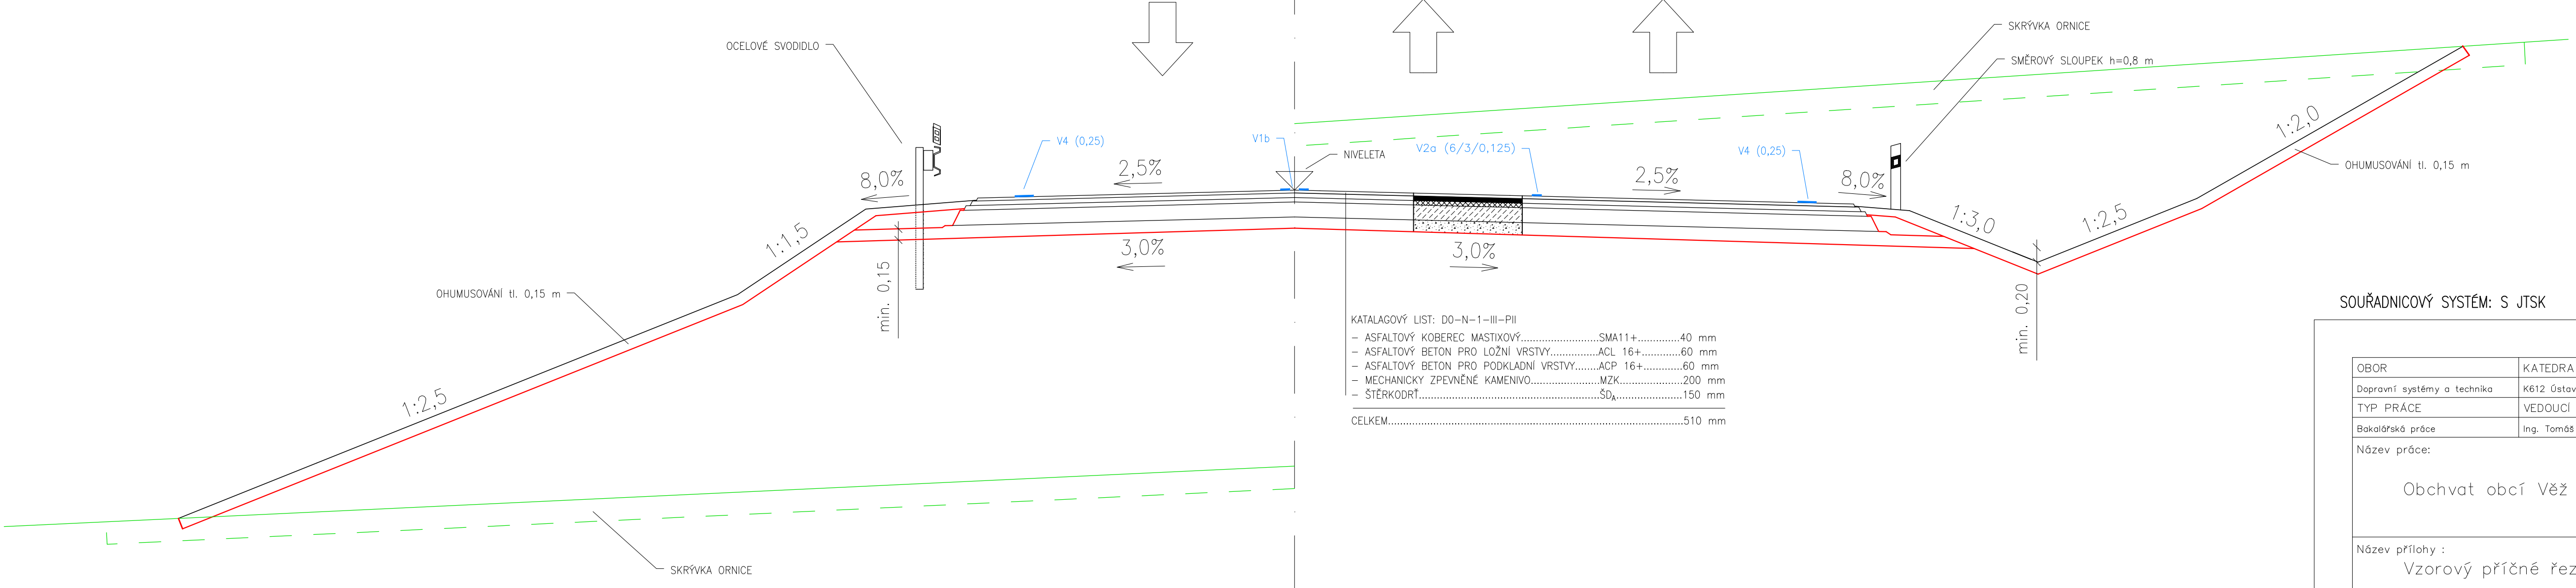 OCELOVÉ SVODIDLO
SKRÝVKA ORNICE
SMĚROVÝ SLOUPEK h=0,8 m
V4 (0,25)
V1b
NIVELETA
V2a (6/3/0,125)
V4 (0,25)
1:2,0
OHUMUSOVÁNÍ tl. 0,15 m
8,0%
2,5%
2,5%
8,0%
1:1,5
1:3,0
1:2,5
3,0%
3,0%
min. 0,15
min. 0,20
OHUMUSOVÁNÍ tl. 0,15 m
1:2,5
KATALAGOVÝ LIST: D0-N-1-III-PII
- ASFALTOVÝ KOBEREC MASTIXOVÝ........................SMA11+.............40 mm
- ASFALTOVÝ BETON PRO LOŽNÍ VRSTVY...............ACL 16+............60 mm
- ASFALTOVÝ BETON PRO PODKLADNÍ VRSTVY.......ACP 16+............60 mm
- MECHANICKY ZPEVNĚNÉ KAMENIVO.....................MZK...................200 mm
- ŠTĚRKODRŤ.......................................................ŠDA....................150 mm
CELKEM..........................................................................................510 mm
SKRÝVKA ORNICE
SOUŘADNICOVÝ SYSTÉM: S JTSK
OBOR KATEDRA
Dopravní systémy a technika K612 Ústav
TYP PRÁCE VEDOUCÍ
Bakalářská práce Ing. Tomáš
Název práce:
Obchvat obcí Věž
Název přílohy :
Vzorový příčné řez